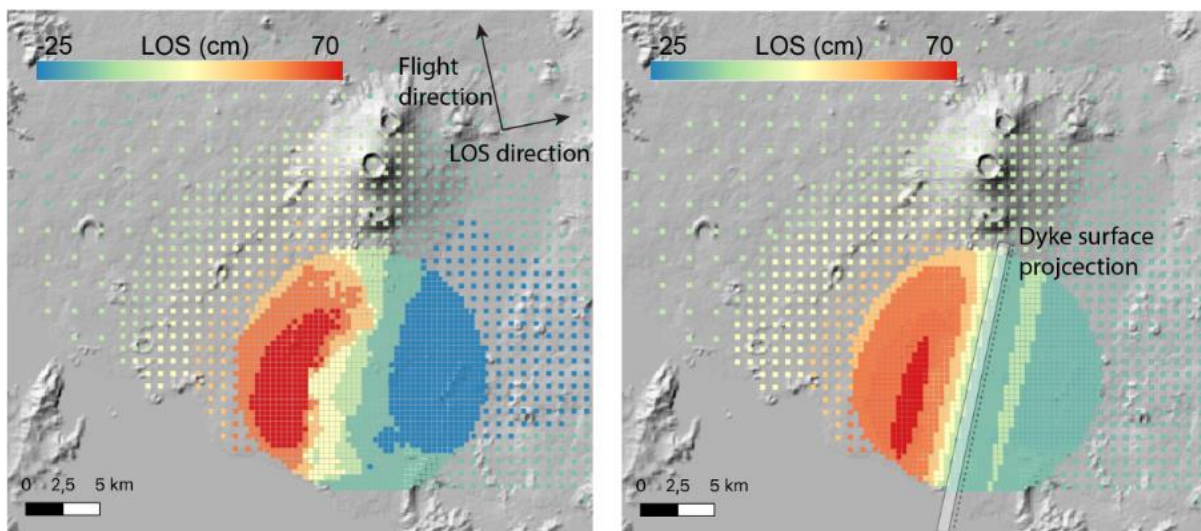 -25 LOS (cm) 70
Flight
direction
LOS direction
0 2,5 5 km
-25 LOS (cm) 70
Dyke surface
projcection
0 2,5 5 km